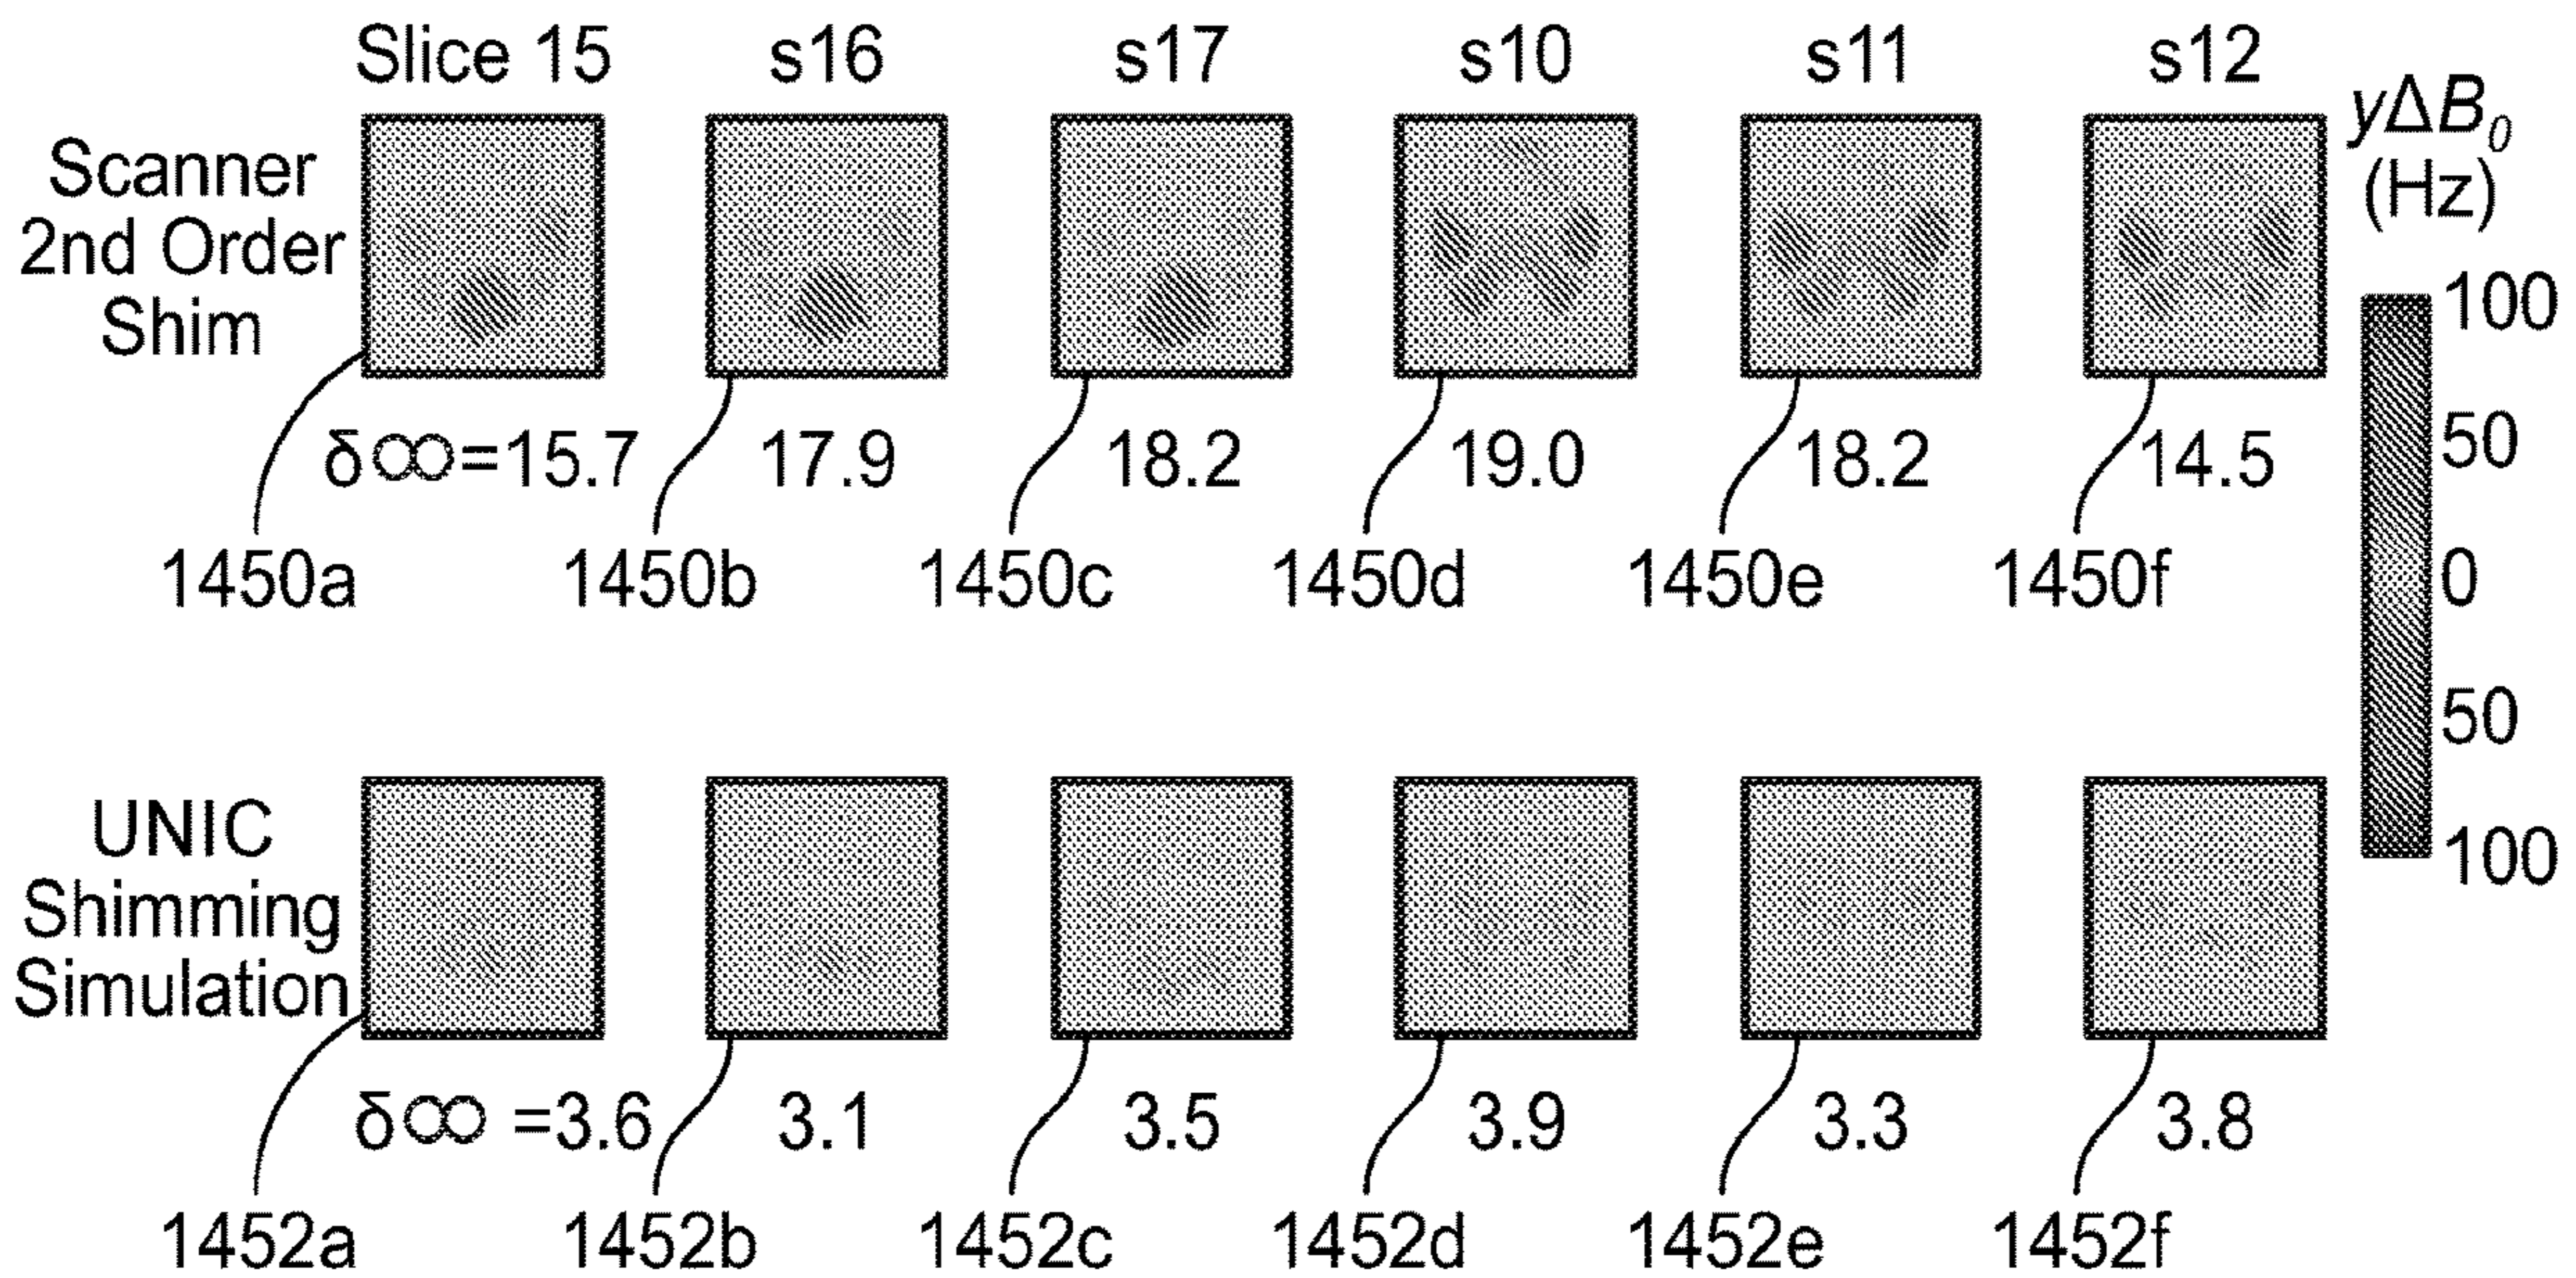 Slice 15 s16 s17 s10 s11 s12
yΔB0
(Hz)
Scanner
2nd Order
Shim
100
50
0
50
100
δ∞=15.7 17.9 18.2 19.0 18.2 14.5
1450a 1450b 1450c 1450d 1450e 1450f
UNIC
Shimming
Simulation
δ∞ =3.6 3.1 3.5 3.9 3.3 3.8
1452a 1452b 1452c 1452d 1452e 1452f